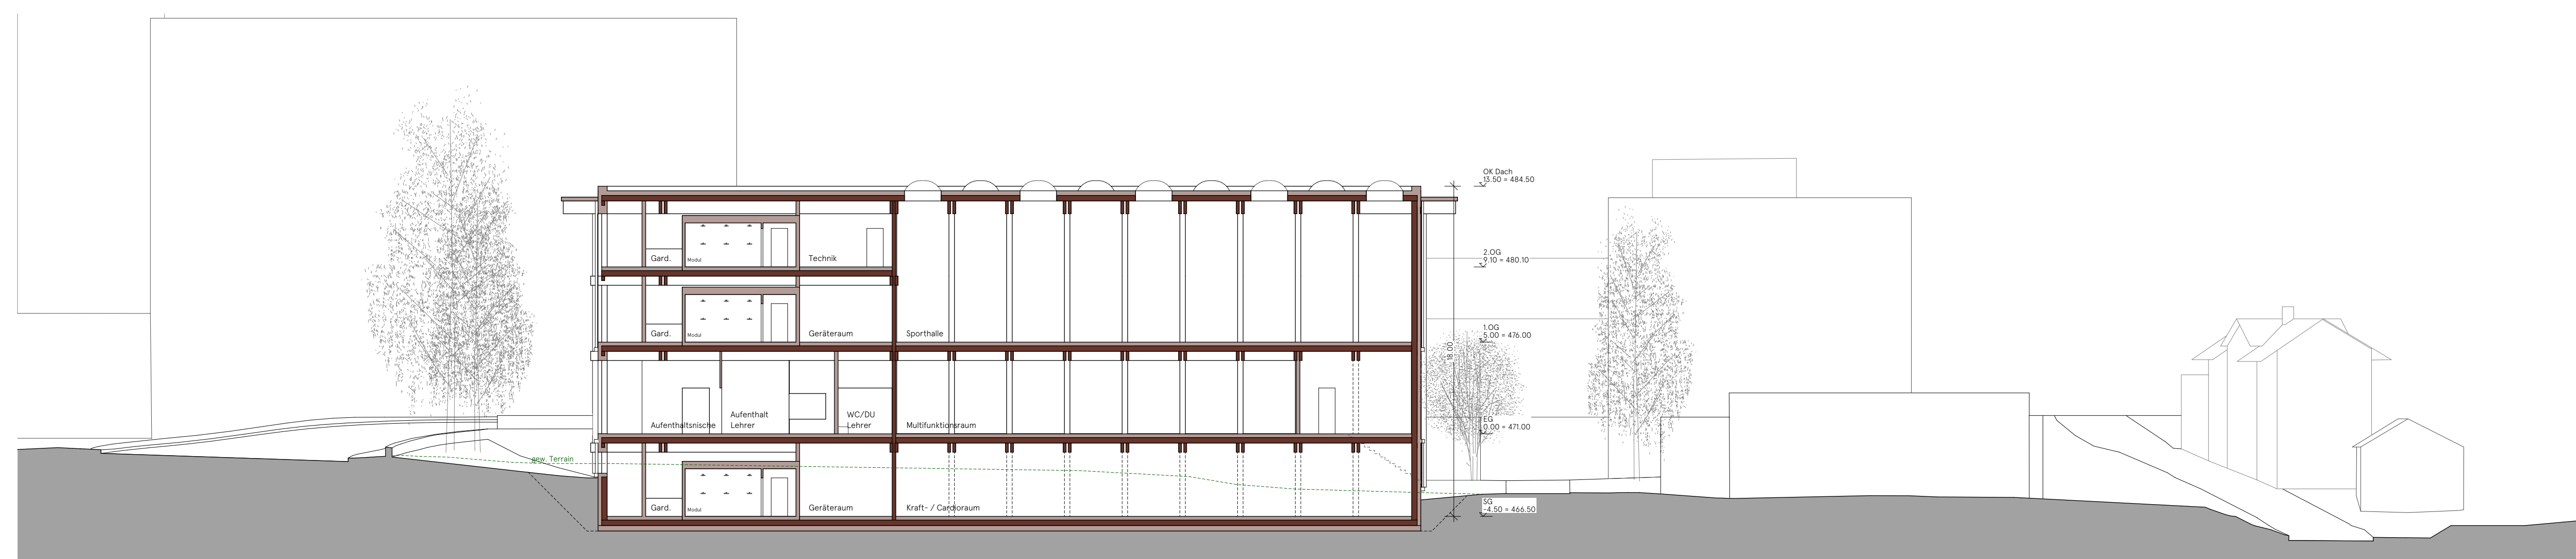 OK Dach
13.50 = 484.50
Gard.
Modul
Technik
2.OG
9.10 = 480.10
Gard.
Modul
Geräteraum
Sporthalle
1.OG
5.00 = 476.00
18.00
Aufenthaltsnische
Aufenthalt
Lehrer
WC/DU
Lehrer
Multifunktionsraum
EG
0.00 = 471.00
gew. Terrain
Gard.
Modul
Geräteraum
Kraft- / Cardioraum
SG
-4.50 = 466.50